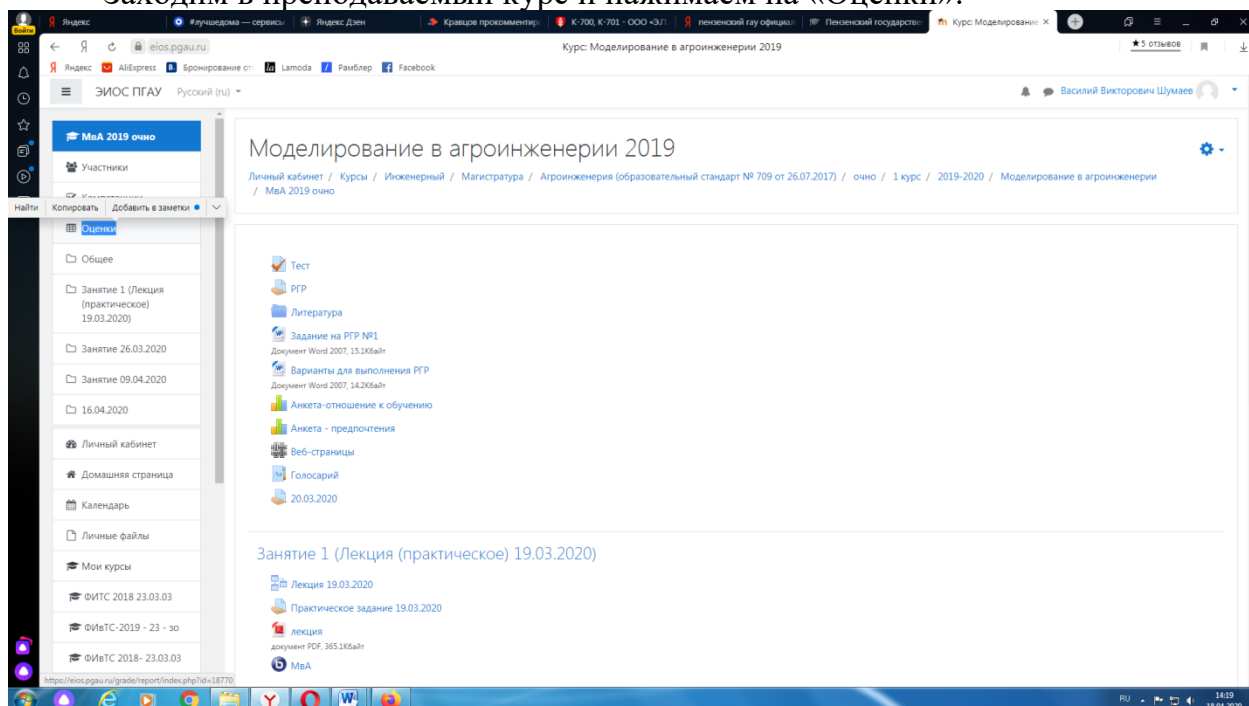 Заходим в преподаваемый курс и нажимаем на «Оценки».
Яндекс
#лучшедома — сервисы
Яндекс Дзен
Кравцов прокомментиро
К-700, К-701 - ООО «ЭЛ
пензенский гау официал
Пензенский государстве
Курс: Моделирование
Войти
eios.pgau.ru
Курс: Моделирование в агроинженерии 2019
★5 отзывов
Яндекс
AliExpress
Бронирование от
Lamoda
Рамблер
Facebook
ЭИОС ПГАУ
Русский (ru)
Василий Викторович Шумаев
МвА 2019 очно
Участники
Найти
Копировать
Добавить в заметки
Оценки
Общее
Занятие 1 (Лекция
(практическое)
19.03.2020)
Занятие 26.03.2020
Занятие 09.04.2020
16.04.2020
Личный кабинет
Домашняя страница
Календарь
Личные файлы
Мои курсы
ФИТС 2018 23.03.03
ФИвТС-2019 - 23 - зо
ФИвТС 2018- 23.03.03
Моделирование в агроинженерии 2019
Личный кабинет / Курсы / Инженерный / Магистратура / Агроинженерия (образовательный стандарт № 709 от 26.07.2017) / очно / 1 курс / 2019-2020 / Моделирование в агроинженерии
/ МвА 2019 очно
Тест
РГР
Литература
Задание на РГР №1
Документ Word 2007, 15.1Кбайт
Варианты для выполнения РГР
Документ Word 2007, 14.2Кбайт
Анкета-отношение к обучению
Анкета - предпочтения
Веб-страницы
Голосарий
20.03.2020
Занятие 1 (Лекция (практическое) 19.03.2020)
Лекция 19.03.2020
Практическое задание 19.03.2020
лекция
документ PDF, 365.1Кбайт
МвА
https://eios.pgau.ru/grade/report/index.php?id=18770
RU
14:19